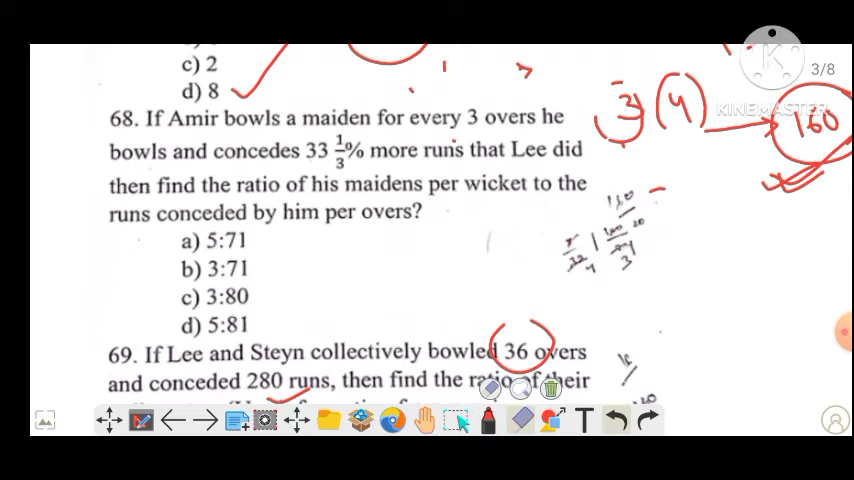 c) 2
d) 8
3/8
3 (4) 160
KINEMASTER
68. If Amir bowls a maiden for every 3 overs he
bowls and concedes 33 1/3% more runs that Lee did
then find the ratio of his maidens per wicket to the
runs conceded by him per overs?
a) 5:71
b) 3:71
c) 3:80
d) 5:81
69. If Lee and Steyn collectively bowled 36 overs
and conceded 280 runs, then find the ratio of their